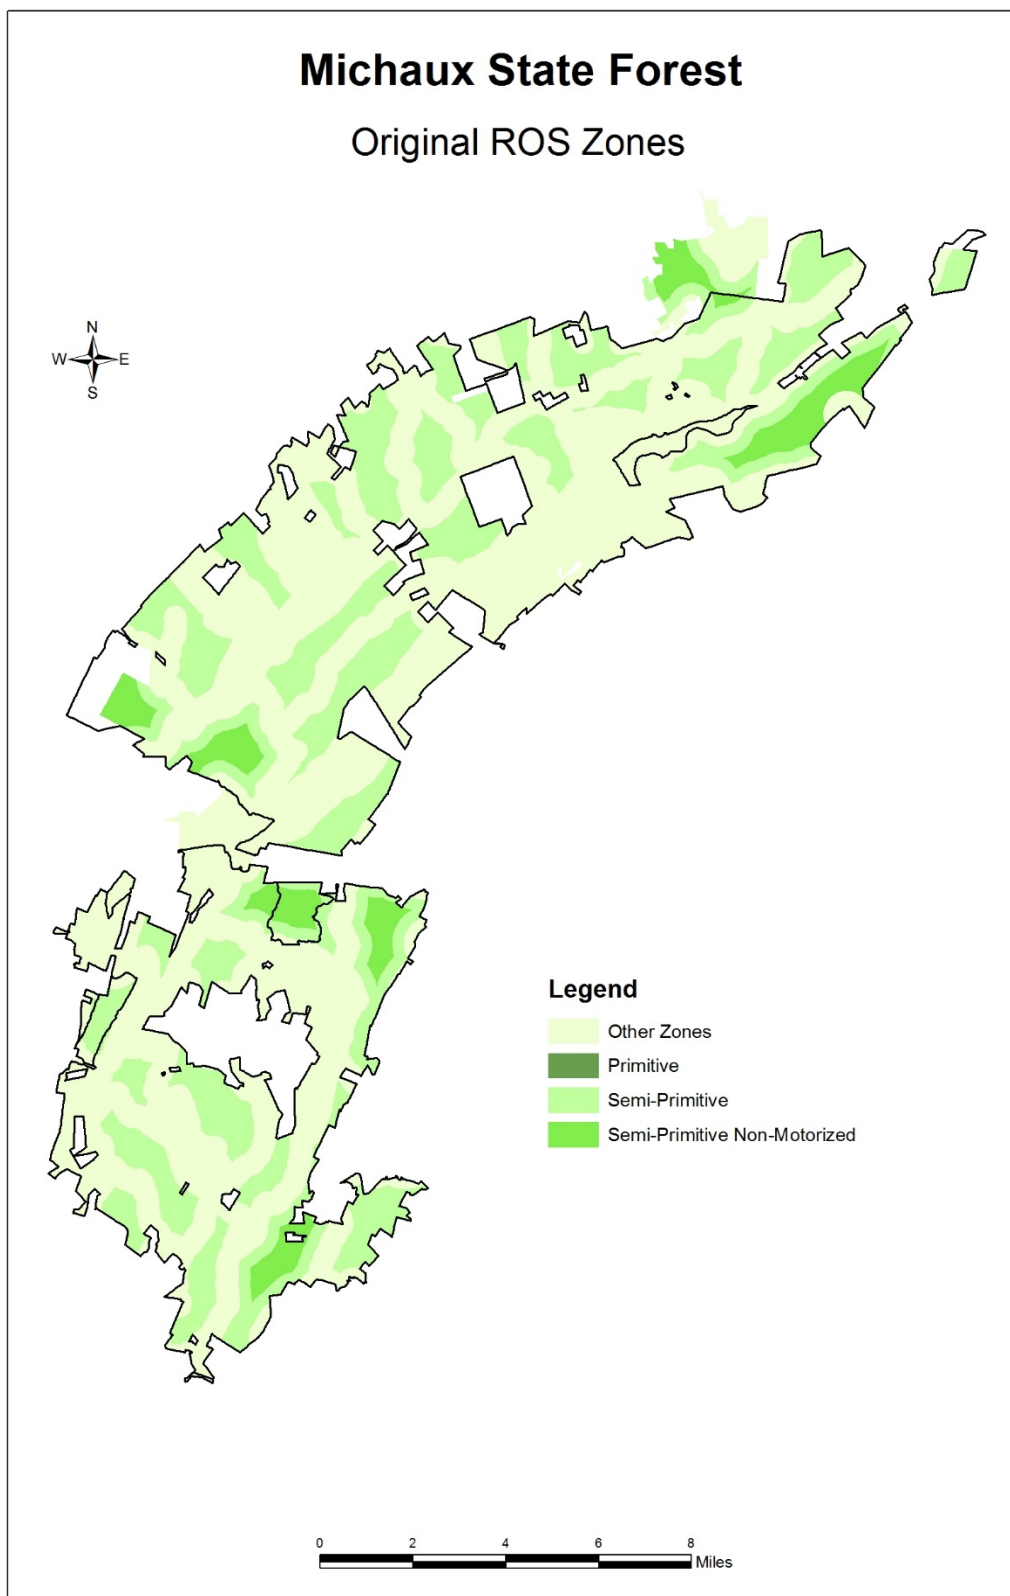 Michaux State Forest
Original ROS Zones
N
W E
S
Legend
Other Zones
Primitive
Semi-Primitive
Semi-Primitive Non-Motorized
0 2 4 6 8
Miles